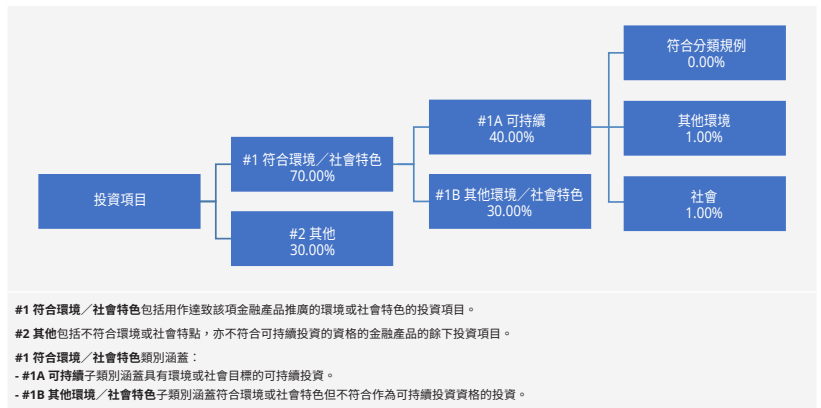 投資項目
#1 符合環境／社會特色
70.00%
#2 其他
30.00%
#1A 可持續
40.00%
#1B 其他環境／社會特色
30.00%
符合分類規例
0.00%
其他環境
1.00%
社會
1.00%
#1 符合環境／社會特色包括用作達致該項金融產品推廣的環境或社會特色的投資項目。
#2 其他包括不符合環境或社會特點，亦不符合可持續投資的資格的金融產品的餘下投資項目。
#1 符合環境／社會特色類別涵蓋：
- #1A 可持續子類別涵蓋具有環境或社會目標的可持續投資。
- #1B 其他環境／社會特色子類別涵蓋符合環境或社會特色但不符合作為可持續投資資格的投資。